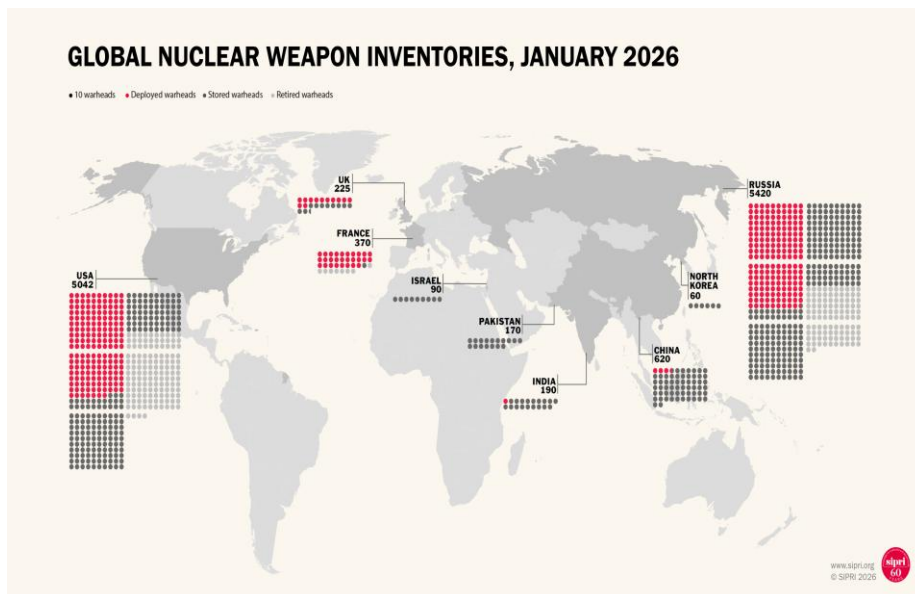 GLOBAL NUCLEAR WEAPON INVENTORIES, JANUARY 2026
10 warheads Deployed warheads Stored warheads Retired warheads
UK
225
RUSSIA
5420
FRANCE
370
USA
5042
ISRAEL
90
NORTH
KOREA
60
PAKISTAN
170
CHINA
620
INDIA
190
www.sipri.org
© SIPRI 2026
sipri
60